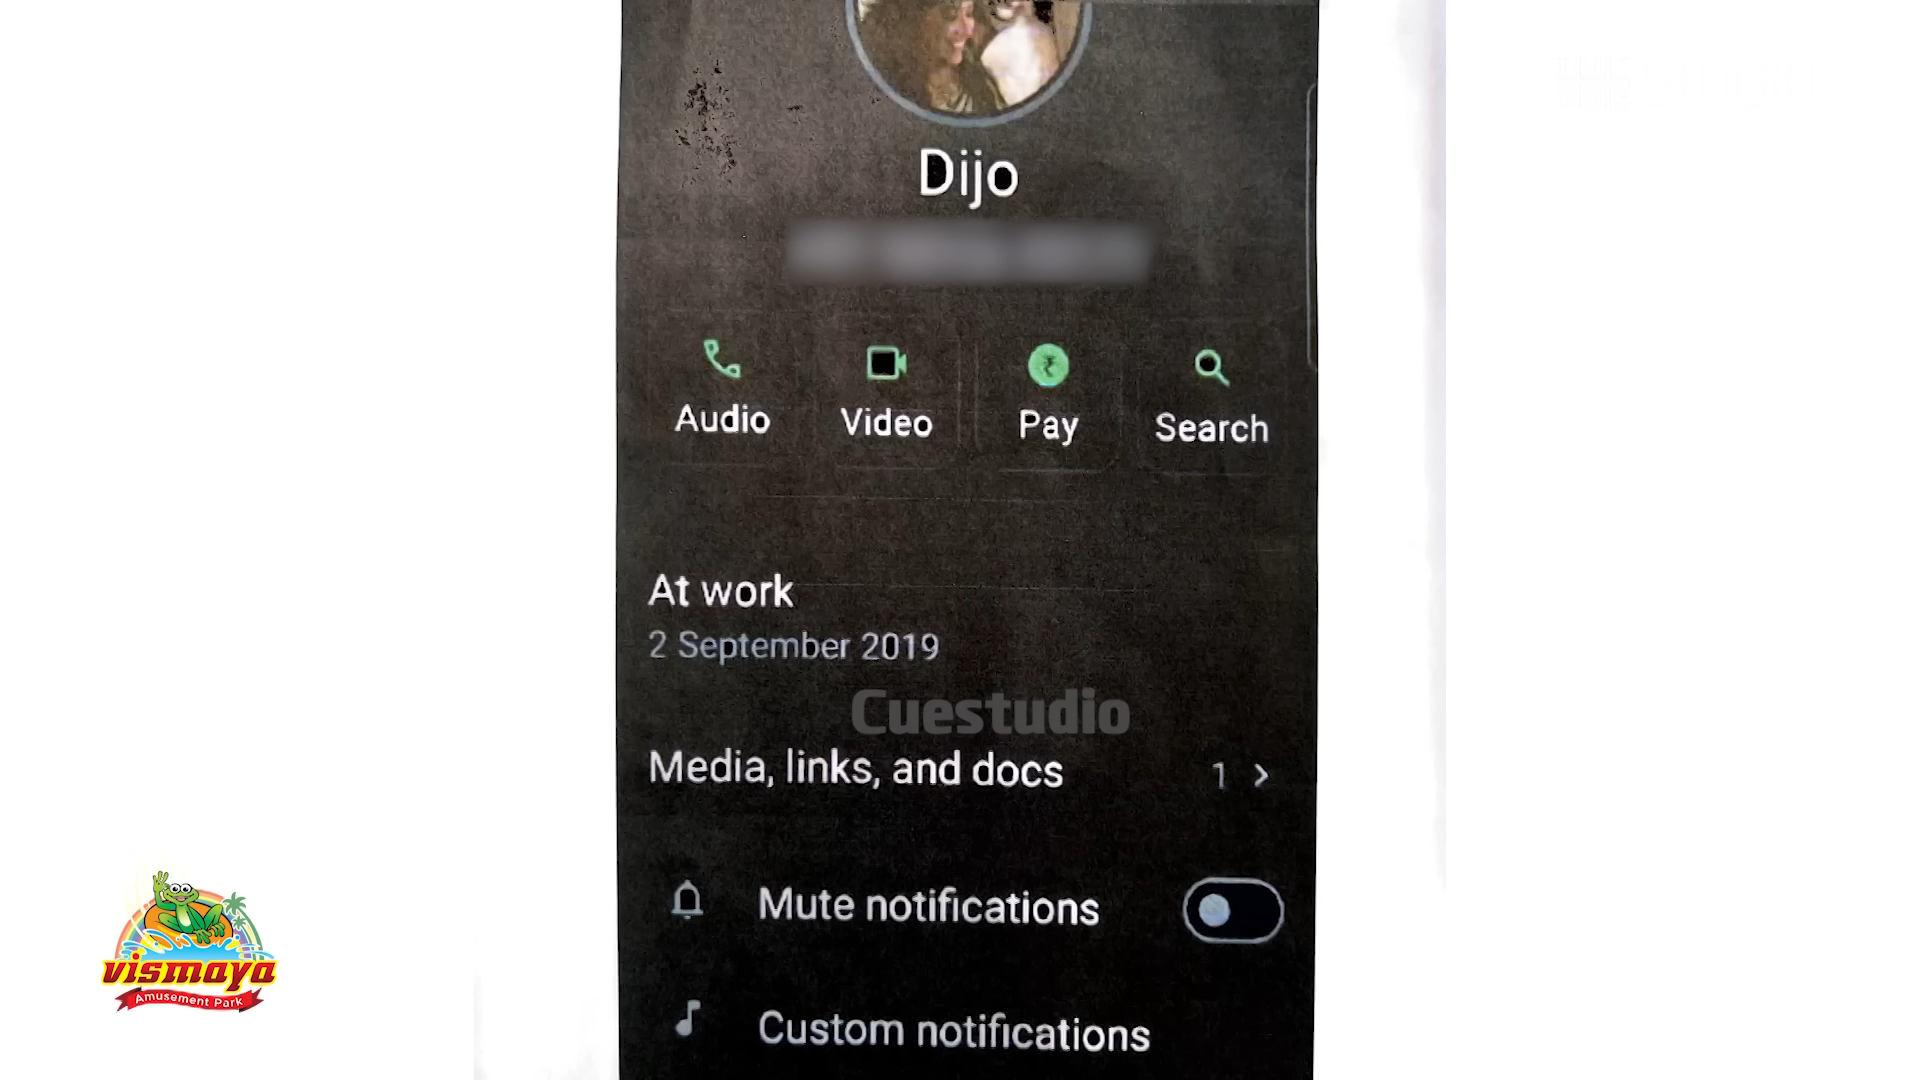 Dijo
Audio
Video
Pay
Search
At work
2 September 2019
Cuestudio
Media, links, and docs
1
Mute notifications
Custom notifications
vismaya
Amusement Park